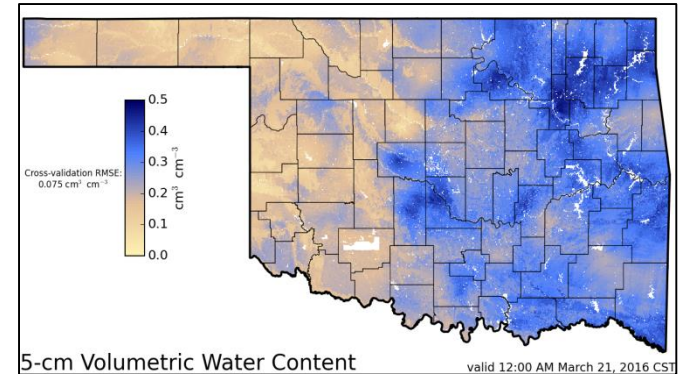 0.5
0.4
0.3
0.2
0.1
0.0
cm³ cm⁻³
Cross-validation RMSE:
0.075 cm³ cm⁻³
5-cm Volumetric Water Content
valid 12:00 AM March 21, 2016 CST